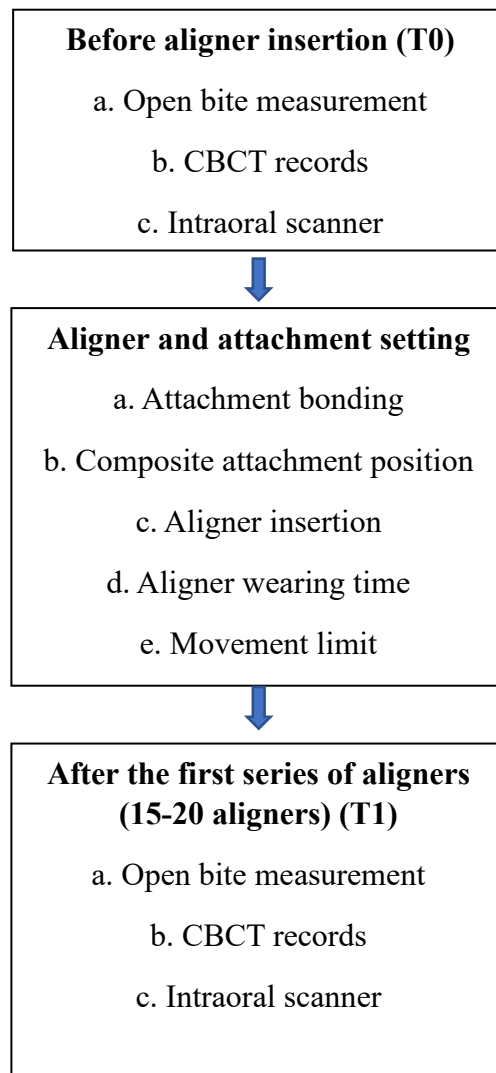 Before aligner insertion (T0)
a. Open bite measurement
b. CBCT records
c. Intraoral scanner
Aligner and attachment setting
a. Attachment bonding
b. Composite attachment position
c. Aligner insertion
d. Aligner wearing time
e. Movement limit
After the first series of aligners
(15-20 aligners) (T1)
a. Open bite measurement
b. CBCT records
c. Intraoral scanner